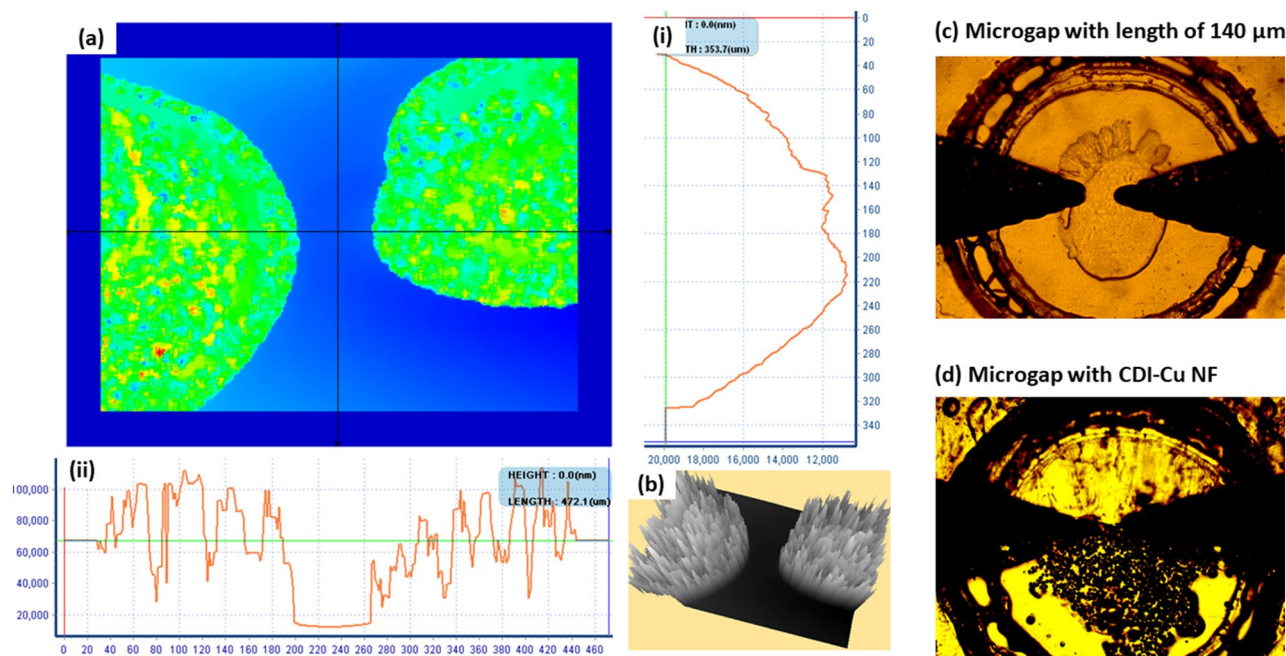 (a)
(i)
IT : 0.0(nm)
TH : 353.7(um)
0
20
40
60
80
100
120
140
160
180
200
220
240
260
280
300
320
340
20,000 18,000 16,000 14,000 12,000
(c) Microgap with length of 140 μm
(d) Microgap with CDI-Cu NF
(ii)
HEIGHT : 0.0(nm)
LENGTH : 472.1(um)
100,000
80,000
60,000
40,000
20,000
0 20 40 60 80 100 120 140 160 180 200 220 240 260 280 300 320 340 360 380 400 420 440 460
(b)